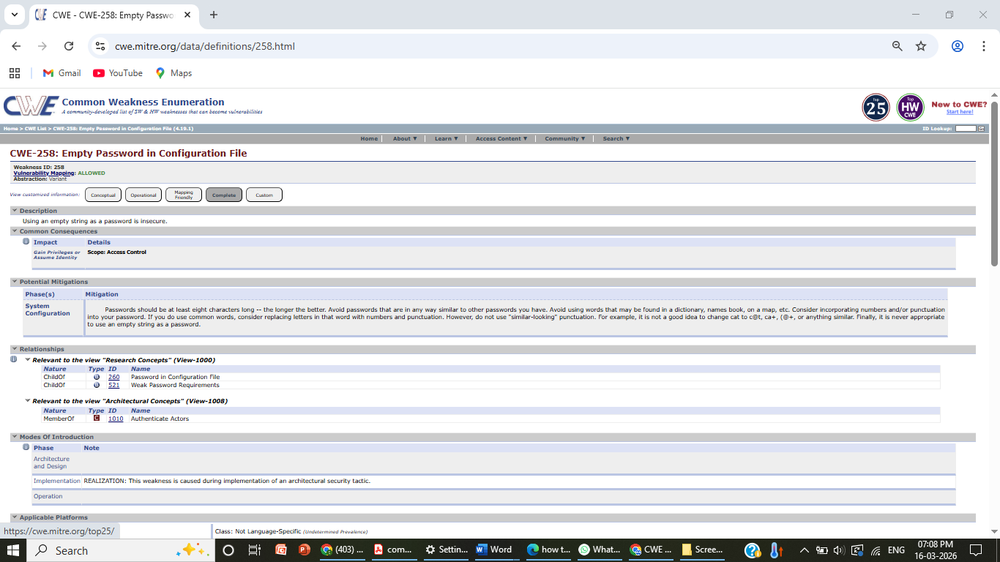 CWE - CWE-258: Empty Passwo
cwe.mitre.org/data/definitions/258.html
Gmail YouTube Maps
CWE Common Weakness Enumeration
A community-developed list of SW & HW weaknesses that can become vulnerabilities
Top 25
Top HW CWE
New to CWE?
Start here!
Home > CWE List > CWE-258: Empty Password in Configuration File (4.19.1)
ID Lookup: Go
Home About ▼ Learn ▼ Access Content ▼ Community ▼ Search ▼
CWE-258: Empty Password in Configuration File
Weakness ID: 258
Vulnerability Mapping: ALLOWED
Abstraction: Variant
View customized information: Conceptual Operational Mapping Friendly Complete Custom
Description
Using an empty string as a password is insecure.
Common Consequences
Impact Details
Gain Privileges or Assume Identity Scope: Access Control
Potential Mitigations
Phase(s) Mitigation
System Configuration
Passwords should be at least eight characters long -- the longer the better. Avoid passwords that are in any way similar to other passwords you have. Avoid using words that may be found in a dictionary, names book, on a map, etc. Consider incorporating numbers and/or punctuation
into your password. If you do use common words, consider replacing letters in that word with numbers and punctuation. However, do not use "similar-looking" punctuation. For example, it is not a good idea to change cat to c@t, ca+, (@+, or anything similar. Finally, it is never appropriate
to use an empty string as a password.
Relationships
Relevant to the view "Research Concepts" (View-1000)
Nature Type ID Name
ChildOf 260 Password in Configuration File
ChildOf 521 Weak Password Requirements
Relevant to the view "Architectural Concepts" (View-1008)
Nature Type ID Name
MemberOf C 1010 Authenticate Actors
Modes Of Introduction
Phase Note
Architecture and Design
Implementation REALIZATION: This weakness is caused during implementation of an architectural security tactic.
Operation
Applicable Platforms
https://cwe.mitre.org/top25/
Class: Not Language-Specific (Undetermined Prevalence)
Search (403) ... com... Settin... Word how t... What... CWE ... Scree... ENG 07:08 PM
16-03-2026